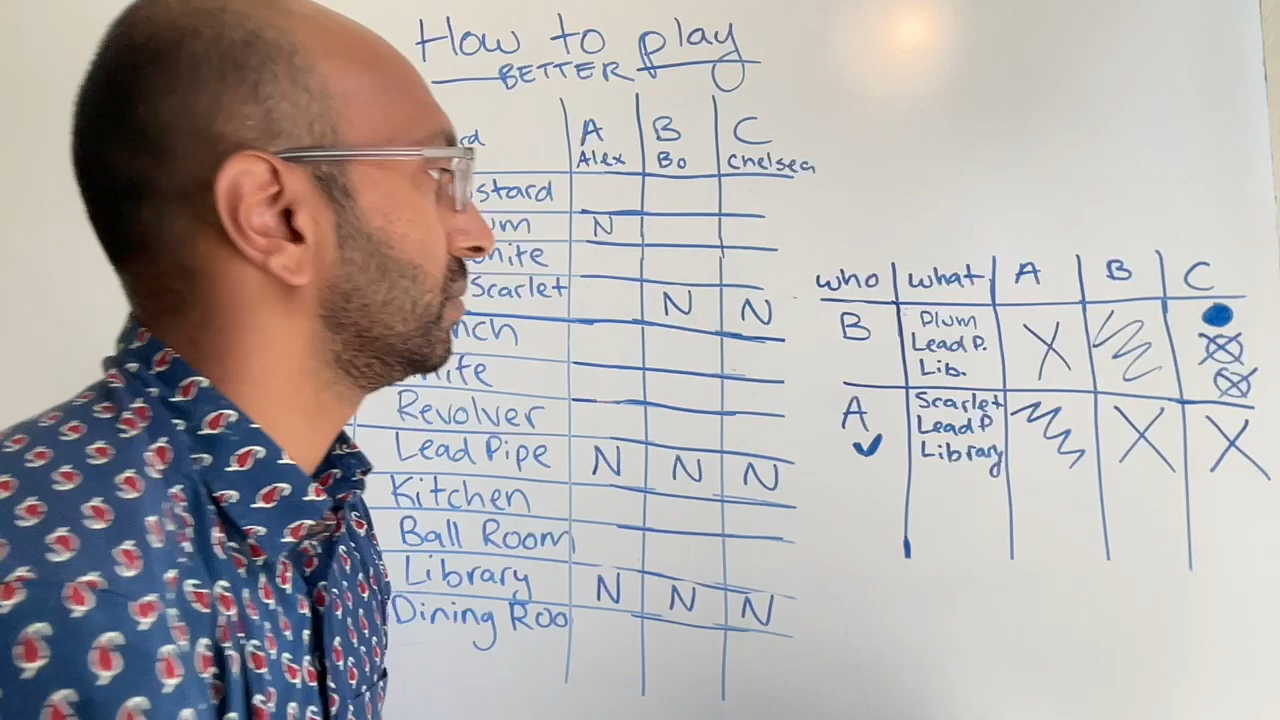 How to play
BETTER
A B C
Alex Bo Chelsea
N
Scarlet N N
Revolver
Lead Pipe N N N
Kitchen
Ball Room
Library N N N
Dining Roo
who what A B C
B Plum X
Lead P.
Lib.
A Scarlet X X
Lead P
Library